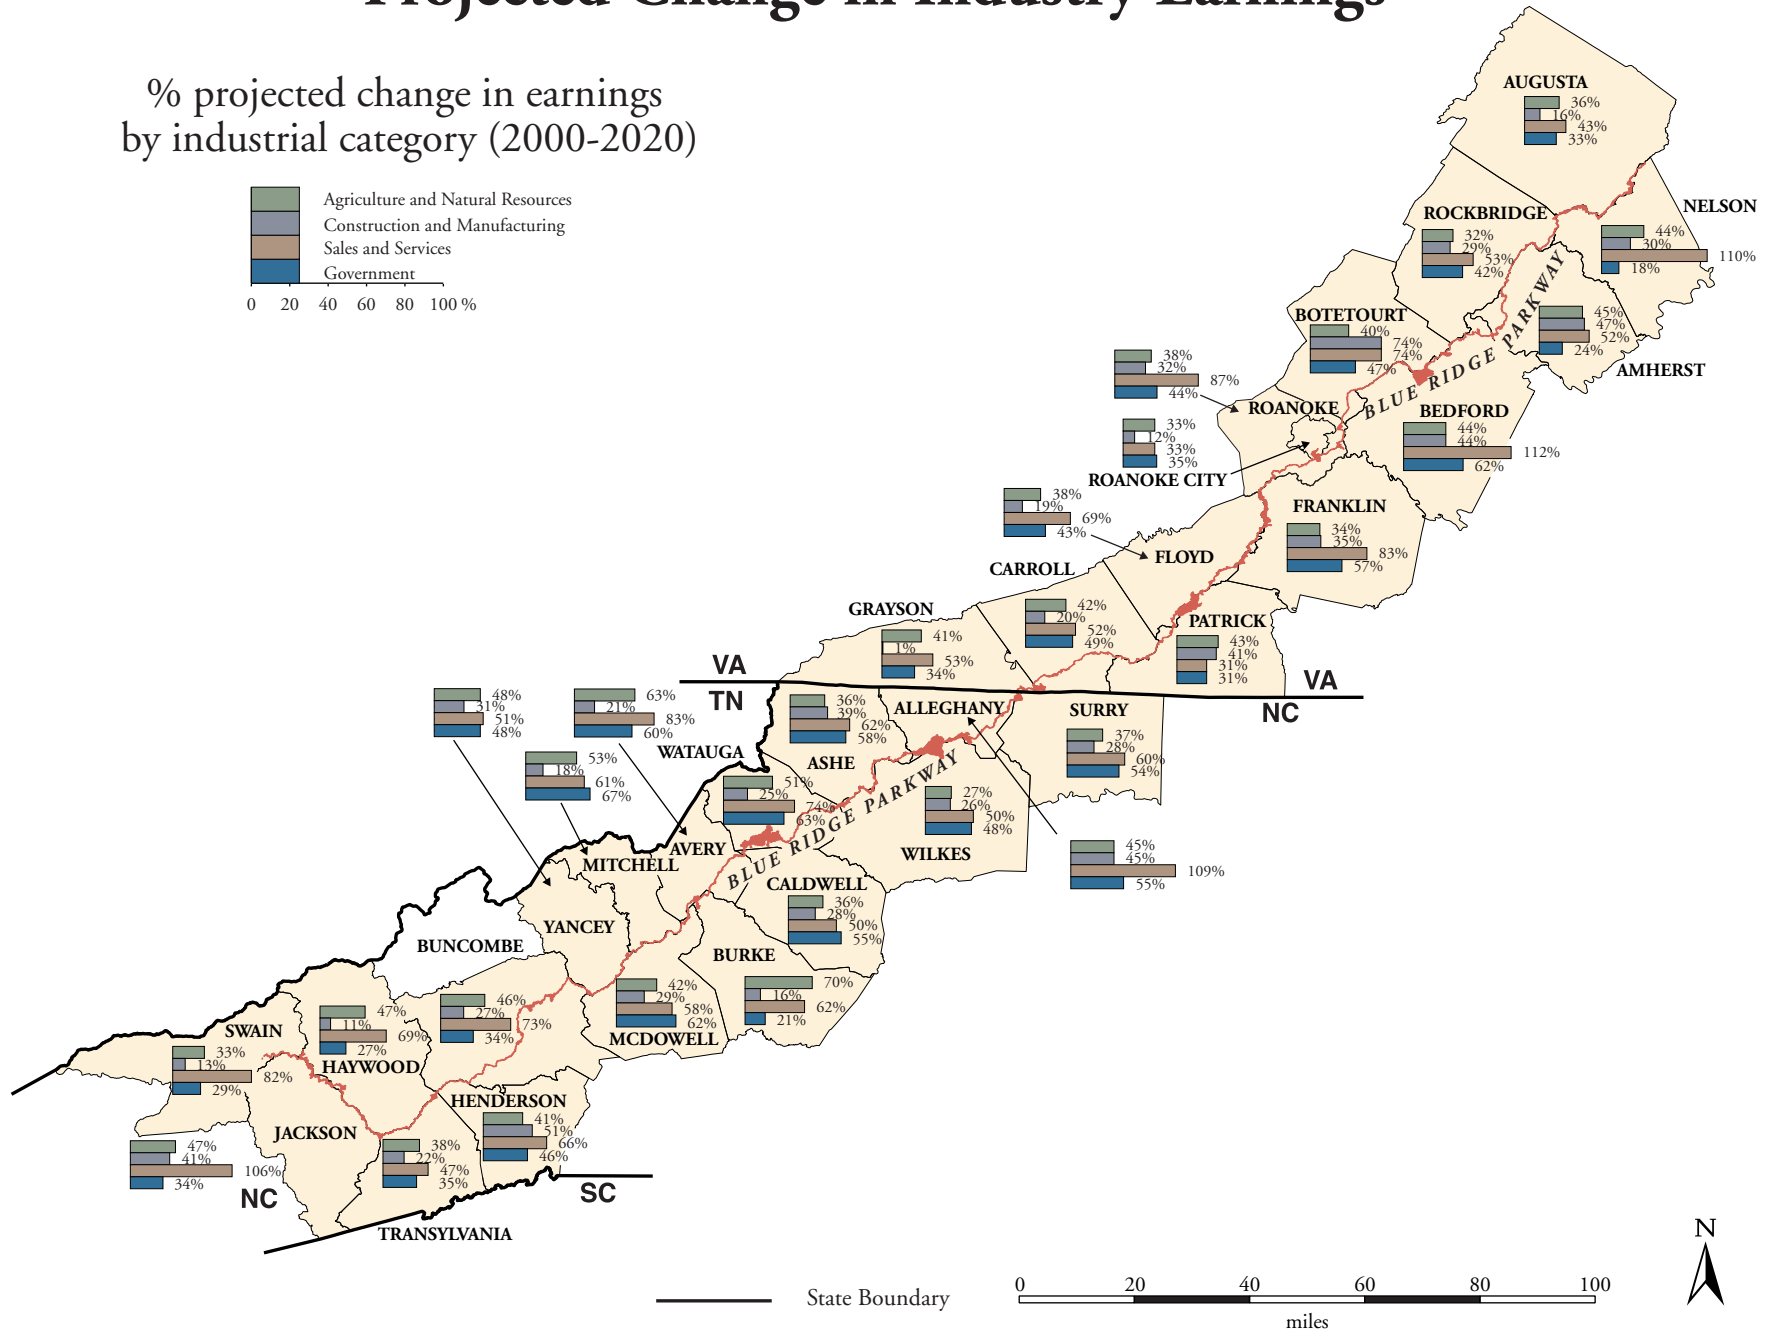 Projected Change in Industry Earnings
% projected change in earnings
by industrial category (2000-2020)
Agriculture and Natural Resources
Construction and Manufacturing
Sales and Services
Government
0 20 40 60 80 100 %
AUGUSTA
36%
16%
43%
33%
NELSON
44%
30%
110%
18%
ROCKBRIDGE
32%
29%
53%
42%
AMHERST
45%
47%
52%
24%
BOTETOURT
40%
74%
74%
47%
BLUE RIDGE PARKWAY
ROANOKE
38%
32%
87%
44%
BEDFORD
44%
44%
112%
62%
ROANOKE CITY
33%
12%
33%
35%
FRANKLIN
34%
35%
83%
57%
FLOYD
38%
19%
69%
43%
CARROLL
42%
20%
52%
49%
GRAYSON
41%
1%
53%
34%
PATRICK
43%
41%
31%
31%
VA
TN
VA
NC
ALLEGHANY
45%
45%
109%
55%
SURRY
37%
28%
60%
54%
ASHE
36%
39%
62%
58%
WATAUGA
51%
25%
74%
63%
BLUE RIDGE PARKWAY
WILKES
27%
26%
50%
48%
AVERY
63%
21%
83%
60%
MITCHELL
53%
18%
61%
67%
YANCEY
48%
31%
51%
48%
CALDWELL
36%
28%
50%
55%
BURKE
70%
16%
62%
21%
MCDOWELL
42%
29%
58%
62%
BUNCOMBE
46%
27%
73%
34%
HAYWOOD
47%
11%
69%
27%
SWAIN
33%
13%
82%
29%
JACKSON
47%
41%
106%
34%
HENDERSON
41%
51%
66%
46%
TRANSYLVANIA
38%
22%
47%
35%
NC
SC
State Boundary
N
0 20 40 60 80 100
miles